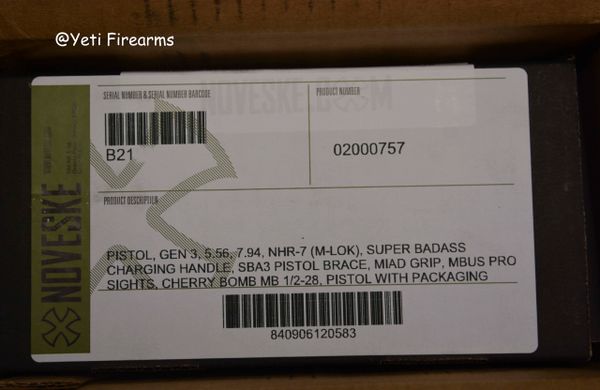 @Yeti Firearms
SERIAL NUMBER & SERIAL NUMBER BARCODE
PRODUCT NUMBER
B21
02000757
NOVESKE
PRODUCT DESCRIPTION
PISTOL, GEN 3, 5.56, 7.94, NHR-7 (M-LOK), SUPER BADASS
CHARGING HANDLE, SBA3 PISTOL BRACE, MIAD GRIP, MBUS PRO
SIGHTS, CHERRY BOMB MB 1/2-28, PISTOL WITH PACKAGING
840906120583